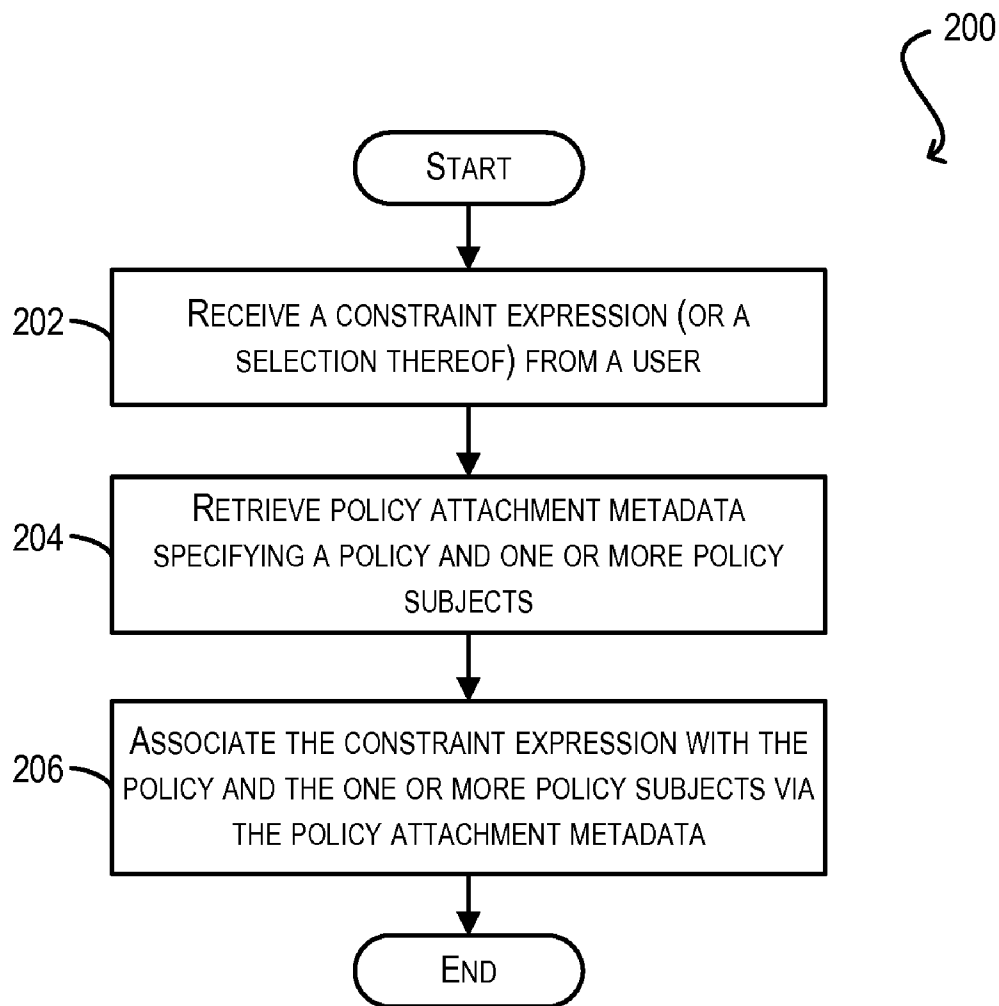 200
START
202
RECEIVE A CONSTRAINT EXPRESSION (OR A
SELECTION THEREOF) FROM A USER
204
RETRIEVE POLICY ATTACHMENT METADATA
SPECIFYING A POLICY AND ONE OR MORE POLICY
SUBJECTS
206
ASSOCIATE THE CONSTRAINT EXPRESSION WITH THE
POLICY AND THE ONE OR MORE POLICY SUBJECTS VIA
THE POLICY ATTACHMENT METADATA
END